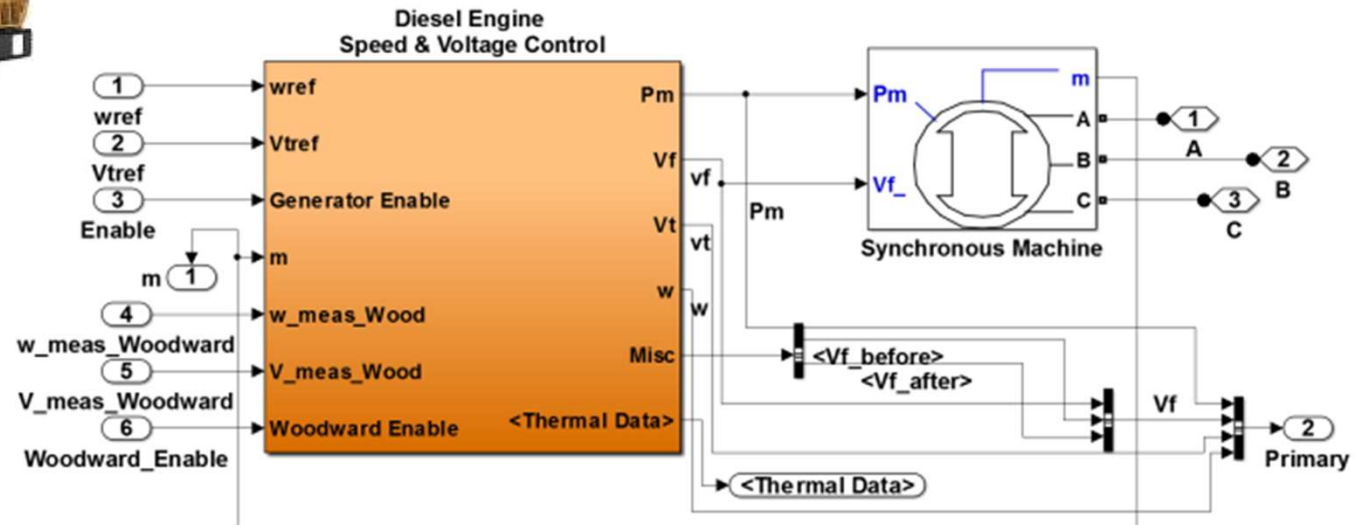 Diesel Engine
Speed & Voltage Control
1
wref
2
Vtref
3
Enable
m
1
4
w_meas_Woodward
5
V_meas_Woodward
6
Woodward_Enable
wref
Vtref
Generator Enable
m
w_meas_Wood
V_meas_Wood
Woodward Enable
Pm
Vf
Vt
w
Misc
<Thermal Data>
vf
vt
w
Pm
Pm
Vf_
m
A
B
C
Synchronous Machine
1
A
2
B
3
C
<Vf_before>
<Vf_after>
Vf
2
Primary
<Thermal Data>